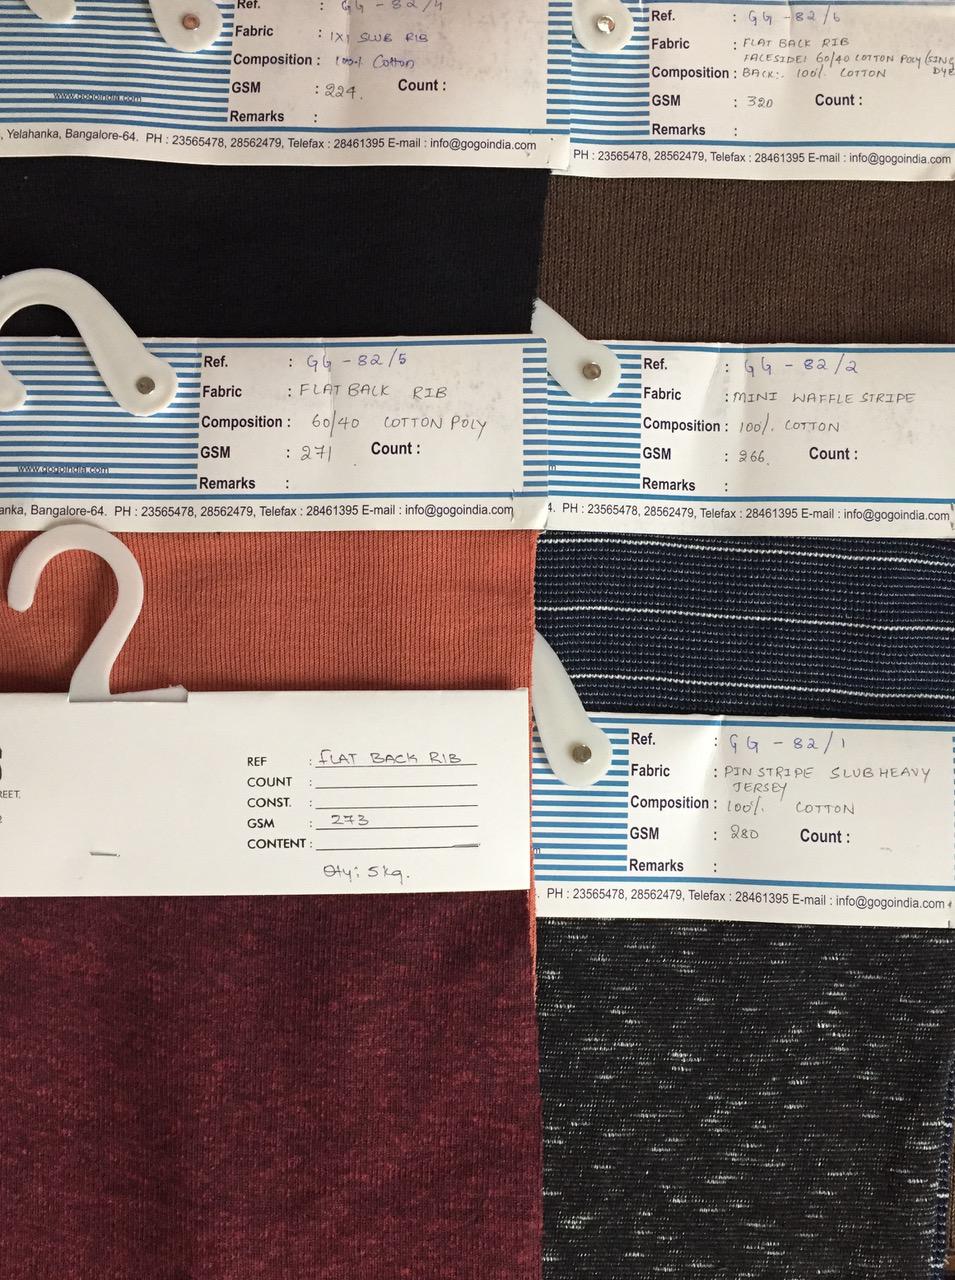 Ref. : GG - 82/4
Fabric : 1X1 SLUB RIB
Composition : 100% Cotton
GSM : 224. Count :
Remarks :
www.gogoindia.com
, Yelahanka, Bangalore-64. PH : 23565478, 28562479, Telefax : 28461395 E-mail : info@gogoindia.com
Ref. : GG - 82/6
Fabric : FLAT BACK RIB
FACESIDE: 60/40 COTTON POLY (SING
DYE
Composition : BACK:. 100% COTTON
GSM : 320 Count :
Remarks :
PH : 23565478, 28562479, Telefax : 28461395 E-mail : info@gogoindia.com
Ref. : GG - 82/5
Fabric : FLAT BACK RIB
Composition : 60/40 COTTON POLY
GSM : 271 Count :
Remarks :
www.gogoindia.com
anka, Bangalore-64. PH : 23565478, 28562479, Telefax : 28461395 E-mail : info@gogoindia.com
Ref. : GG - 82/2
Fabric : MINI WAFFLE STRIPE
Composition : 100% COTTON
GSM : 266. Count :
Remarks :
m
4. PH : 23565478, 28562479, Telefax : 28461395 E-mail : info@gogoindia.com
REET,
REF : FLAT BACK RIB
COUNT :
CONST. :
GSM : 273
CONTENT :
Qty: 5kg.
Ref. : GG - 82/1
Fabric : PIN STRIPE SLUB HEAVY
JERSEY
Composition : 100% COTTON
GSM : 280 Count :
Remarks :
m
. PH : 23565478, 28562479, Telefax : 28461395 E-mail : info@gogoindia.com